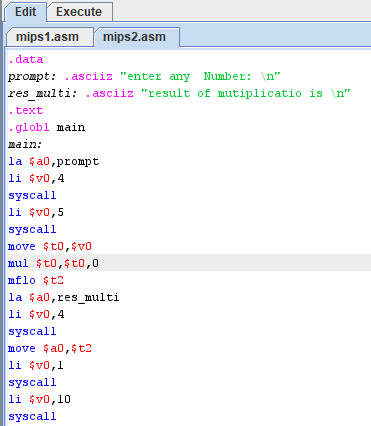 Edit Execute
mips1.asm mips2.asm
.data
prompt: .asciiz "enter any  Number: \n"
res_multi: .asciiz "result of mutiplicatio is \n"
.text
.globl main
main:
la $a0,prompt
li $v0,4
syscall
li $v0,5
syscall
move $t0,$v0
mul $t0,$t0,0
mflo $t2
la $a0,res_multi
li $v0,4
syscall
move $a0,$t2
li $v0,1
syscall
li $v0,10
syscall